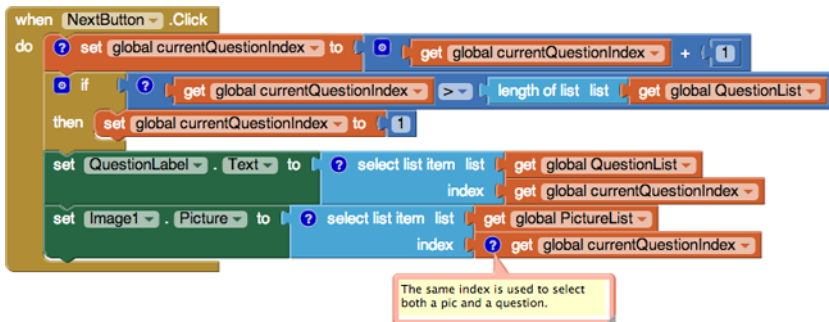 when NextButton .Click
do ? set global currentQuestionIndex to get global currentQuestionIndex + 1
if ? get global currentQuestionIndex > length of list list get global QuestionList
then set global currentQuestionIndex to 1
set QuestionLabel . Text to ? select list item list get global QuestionList
index get global currentQuestionIndex
set Image1 . Picture to ? select list item list get global PictureList
index ? get global currentQuestionIndex
The same index is used to select
both a pic and a question.